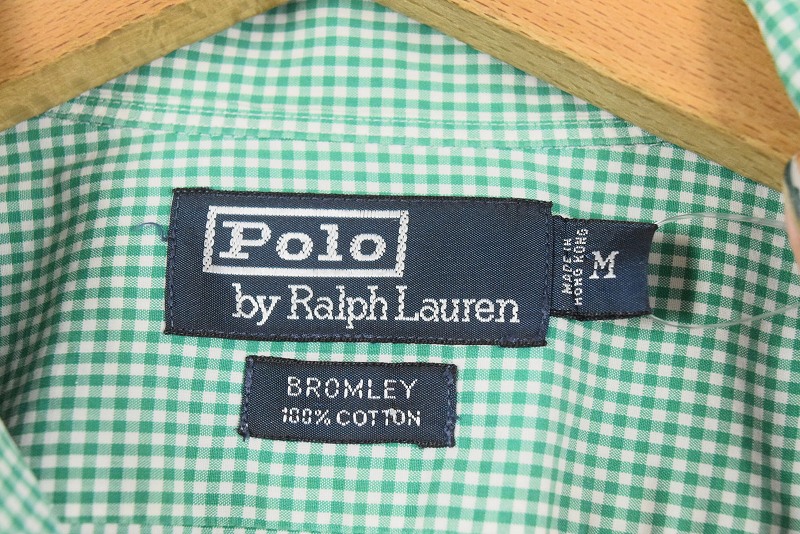 Polo
by Ralph Lauren
MADE IN
HONG KONG
M
BROMLEY
100% COTTON